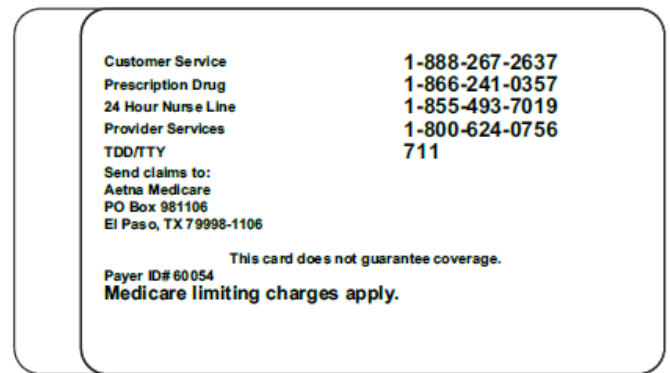 Customer Service 1-888-267-2637
Prescription Drug 1-866-241-0357
24 Hour Nurse Line 1-855-493-7019
Provider Services 1-800-624-0756
TDD/TTY 711
Send claims to:
Aetna Medicare
PO Box 981106
El Paso, TX 79998-1106
This card does not guarantee coverage.
Payer ID# 60054
Medicare limiting charges apply.